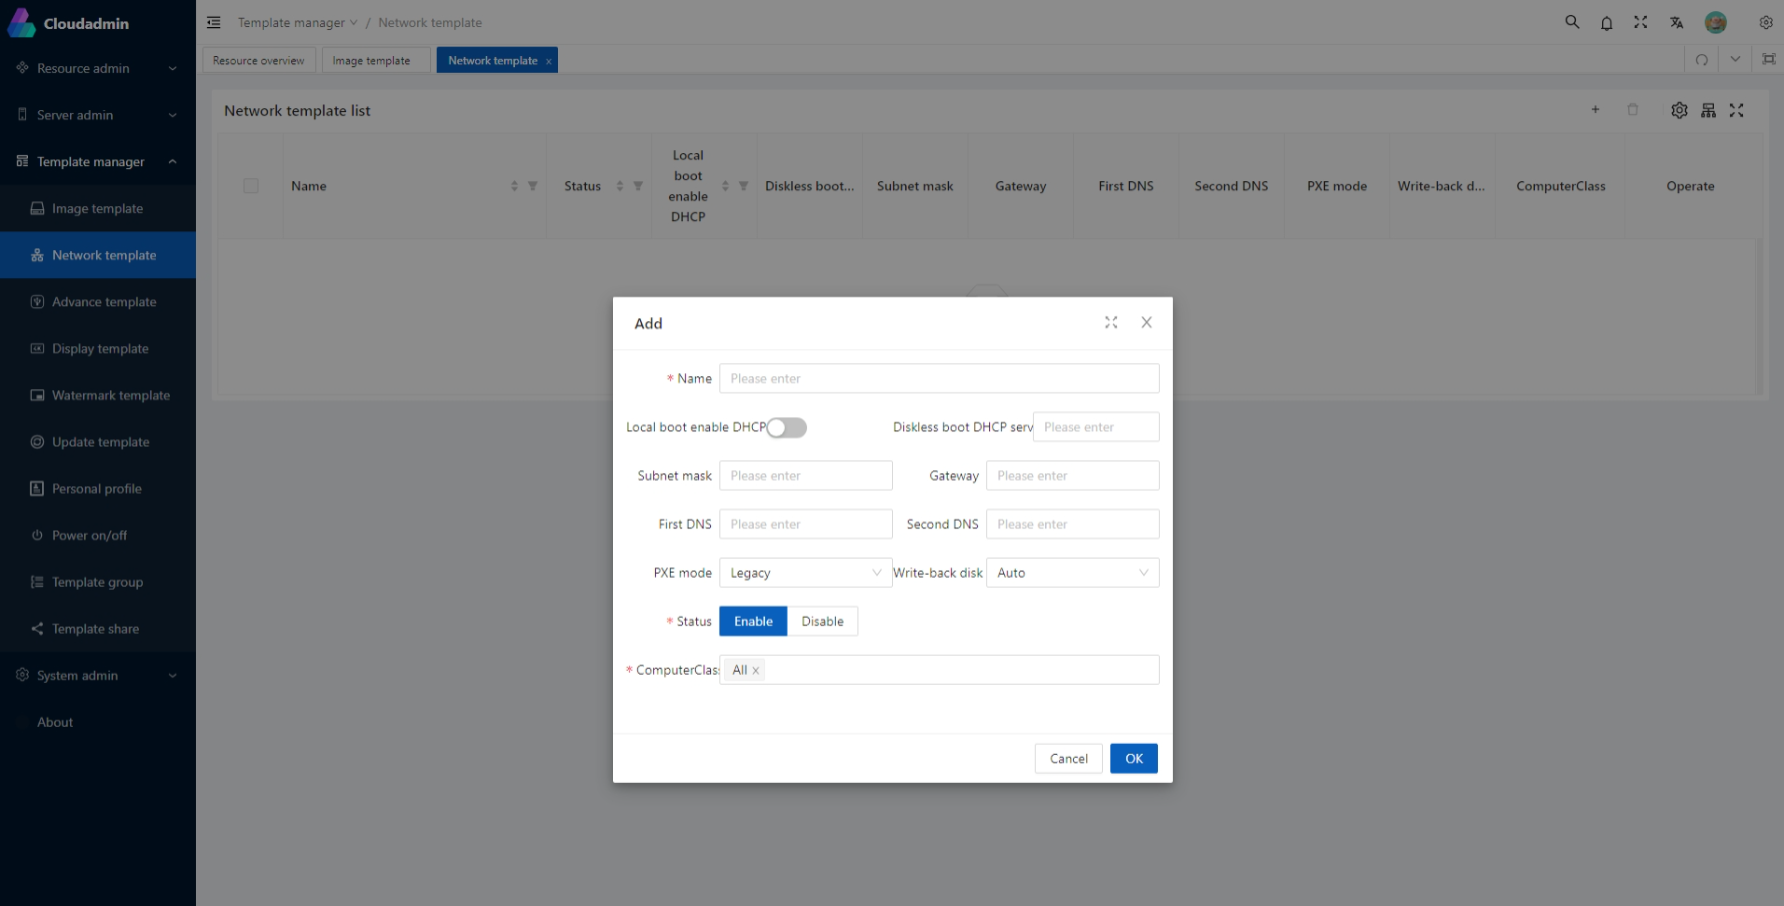 Cloudadmin
Template manager / Network template
Resource overview
Image template
Network template x
Resource admin
Server admin
Template manager
Image template
Network template
Advance template
Display template
Watermark template
Update template
Personal profile
Power on/off
Template group
Template share
System admin
About
Network template list
Name
Status
Local
boot
enable
DHCP
Diskless boot...
Subnet mask
Gateway
First DNS
Second DNS
PXE mode
Write-back d...
ComputerClass
Operate
Add
* Name Please enter
Local boot enable DHCP
Diskless boot DHCP serv Please enter
Subnet mask Please enter
Gateway Please enter
First DNS Please enter
Second DNS Please enter
PXE mode Legacy
Write-back disk Auto
* Status Enable Disable
* ComputerClas All x
Cancel OK